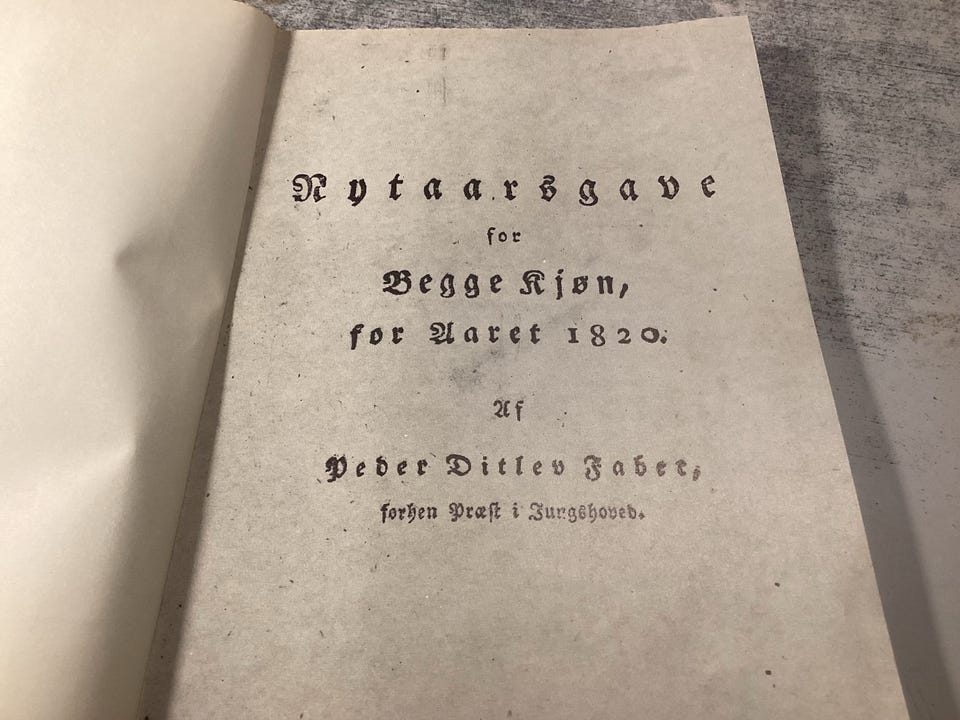 Nytaarsgave
for
Begge Kjøn,
for Aaret 1820.
Af
Peder Ditlev Faber,
forhen Præst i Jungshoved.